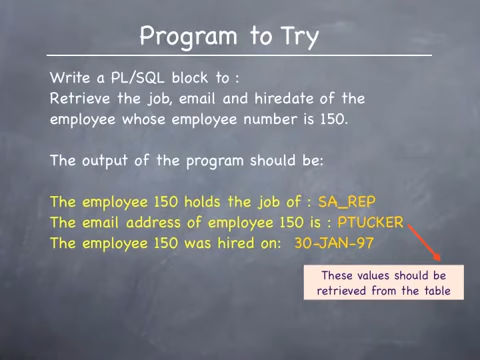 Program to Try
Write a PL/SQL block to :
Retrieve the job, email and hiredate of the
employee whose employee number is 150.
The output of the program should be:
The employee 150 holds the job of : SA_REP
The email address of employee 150 is : PTUCKER
The employee 150 was hired on:  30-JAN-97
These values should be
retrieved from the table